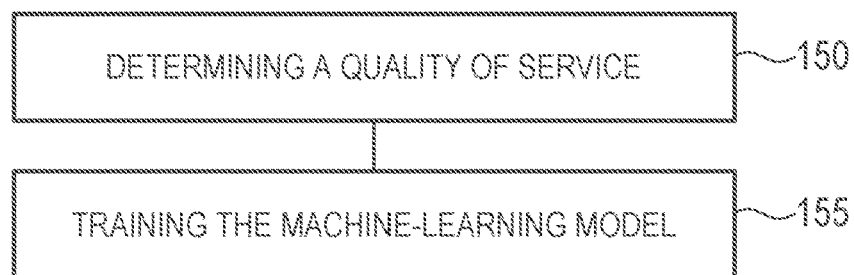 DETERMINING A QUALITY OF SERVICE
150
TRAINING THE MACHINE-LEARNING MODEL
155